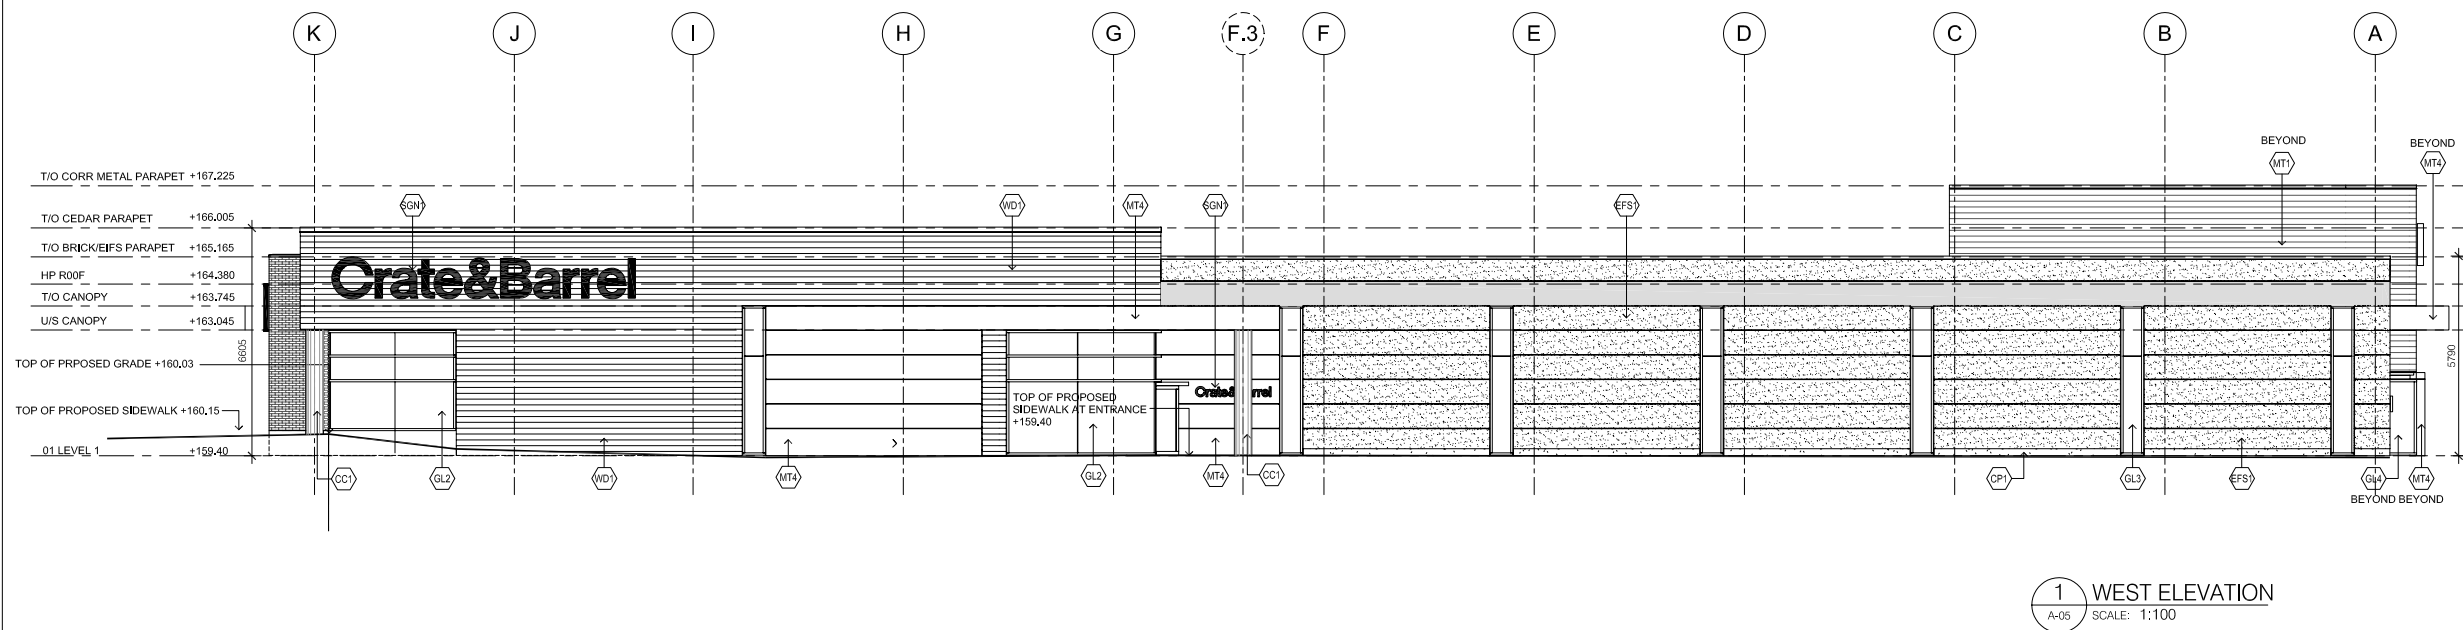 K J I H G F.3 F E D C B A
BEYOND
MT1
BEYOND
MT4
T/O CORR METAL PARAPET +167.225
SGN1 WD1 MT4 SGN1 EFS1
T/O CEDAR PARAPET +166.005
T/O BRICK/EIFS PARAPET +165.165
HP R00F +164.380
T/O CANOPY +163.745
U/S CANOPY +163.045
Crate&Barrel
6605
5790
TOP OF PRPOSED GRADE +160.03
TOP OF PROPOSED SIDEWALK +160.15
01 LEVEL 1 +159.40
TOP OF PROPOSED
SIDEWALK AT ENTRANCE
+159.40
CC1 GL2 WD1 MT4 GL2 MT4 CC1 CP1 GL3 EFS1 GL4 MT4
BEYOND BEYOND
1 WEST ELEVATION
A-05 SCALE: 1:100